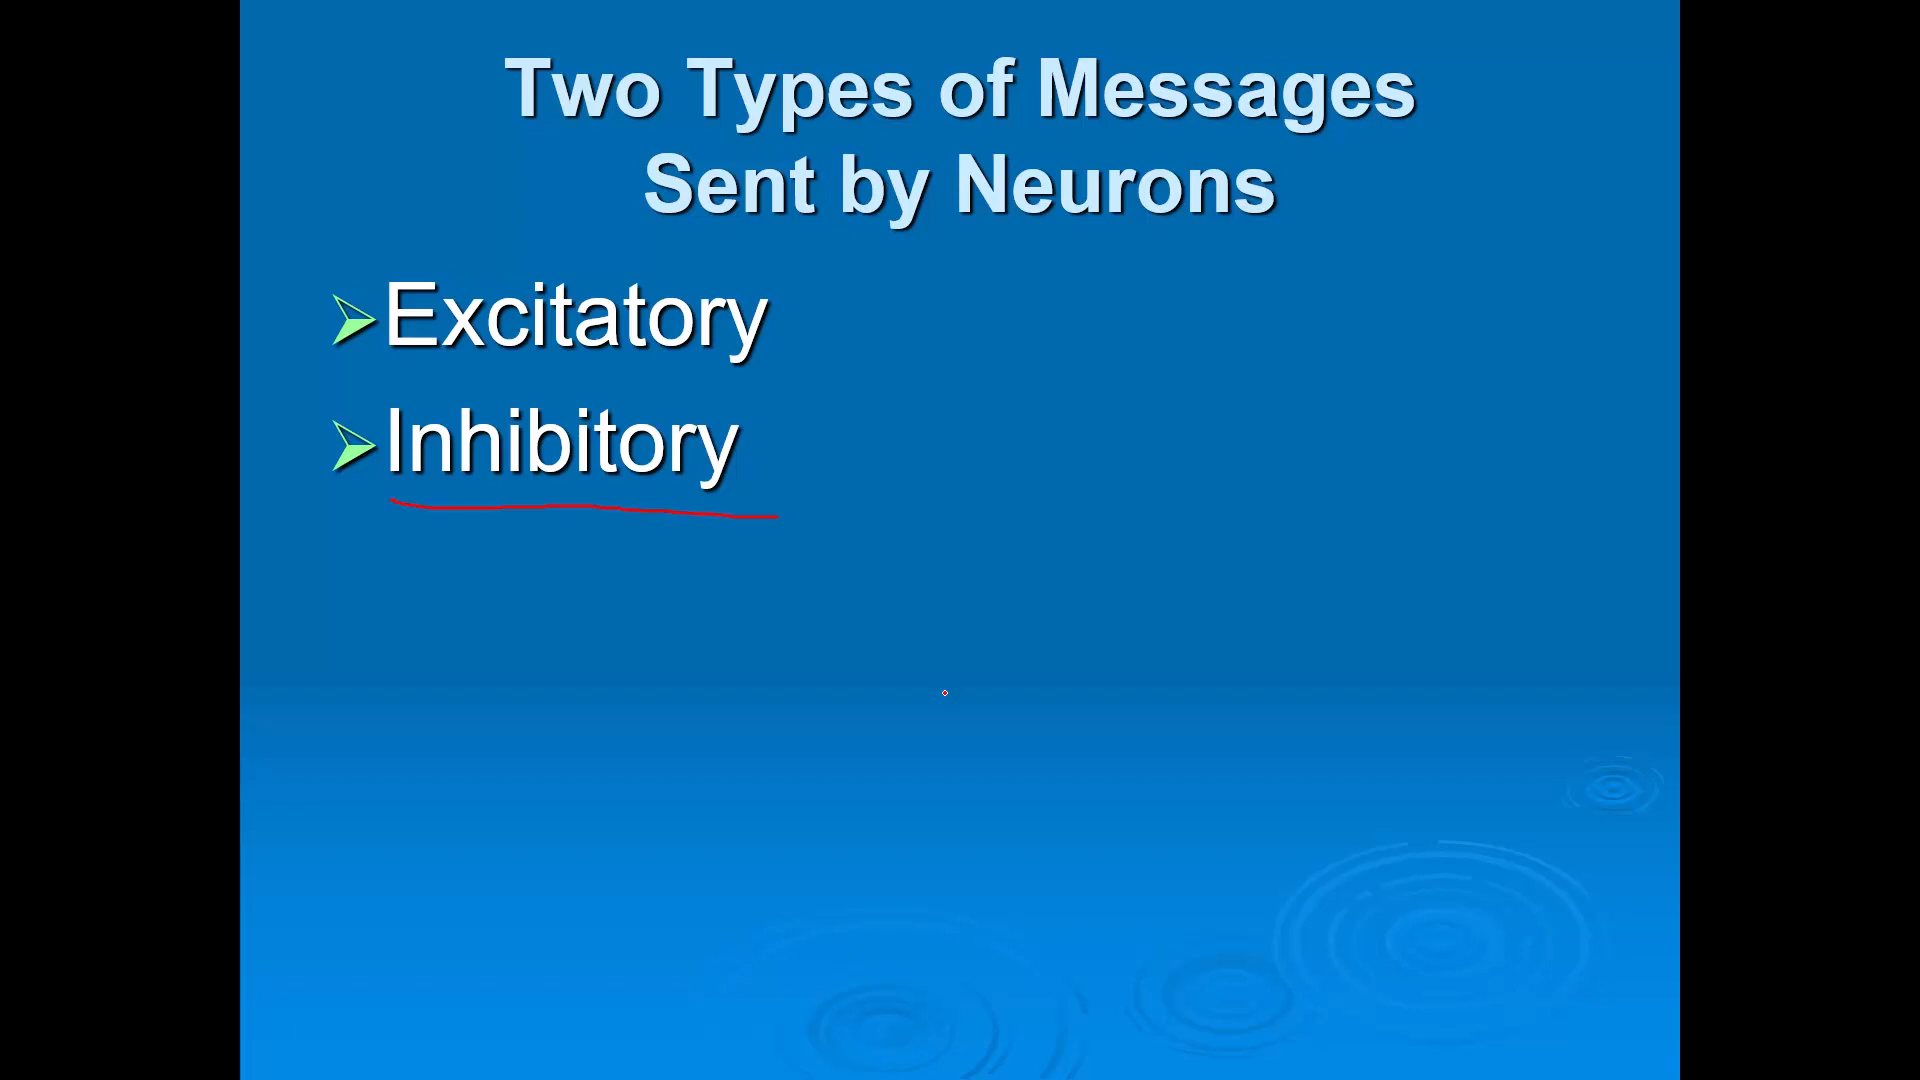 Two Types of Messages
Sent by Neurons
Excitatory
Inhibitory